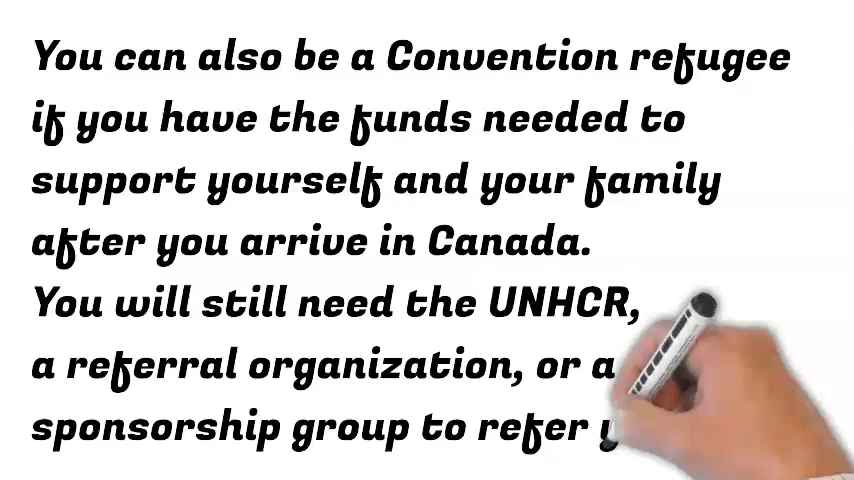 You can also be a Convention refugee
if you have the funds needed to
support yourself and your family
after you arrive in Canada.
You will still need the UNHCR,
a referral organization, or a
sponsorship group to refer